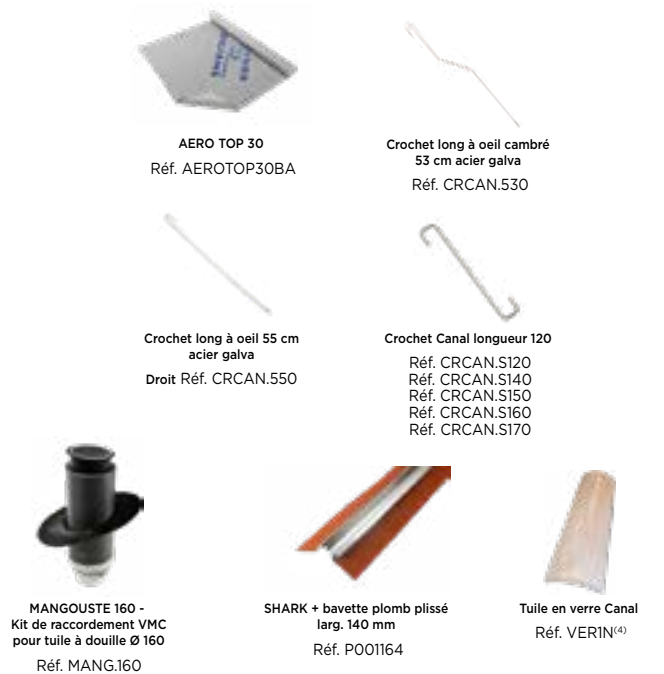 AERO TOP 30
Réf. AEROTOP30BA
Crochet long à oeil cambré
53 cm acier galva
Réf. CRCAN.530
Crochet long à oeil 55 cm
acier galva
Droit Réf. CRCAN.550
Crochet Canal longueur 120
Réf. CRCAN.S120
Réf. CRCAN.S140
Réf. CRCAN.S150
Réf. CRCAN.S160
Réf. CRCAN.S170
MANGOUSTE 160 -
Kit de raccordement VMC
pour tuile à douille Ø 160
Réf. MANG.160
SHARK + bavette plomb plissé
larg. 140 mm
Réf. P001164
Tuile en verre Canal
Réf. VER1N⁽⁴⁾